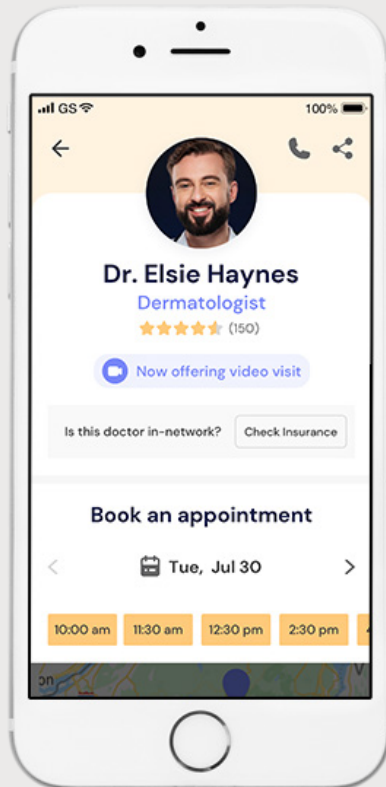 GS
100%
Dr. Elsie Haynes
Dermatologist
(150)
Now offering video visit
Is this doctor in-network?
Check Insurance
Book an appointment
Tue, Jul 30
10:00 am
11:30 am
12:30 pm
2:30 pm
on